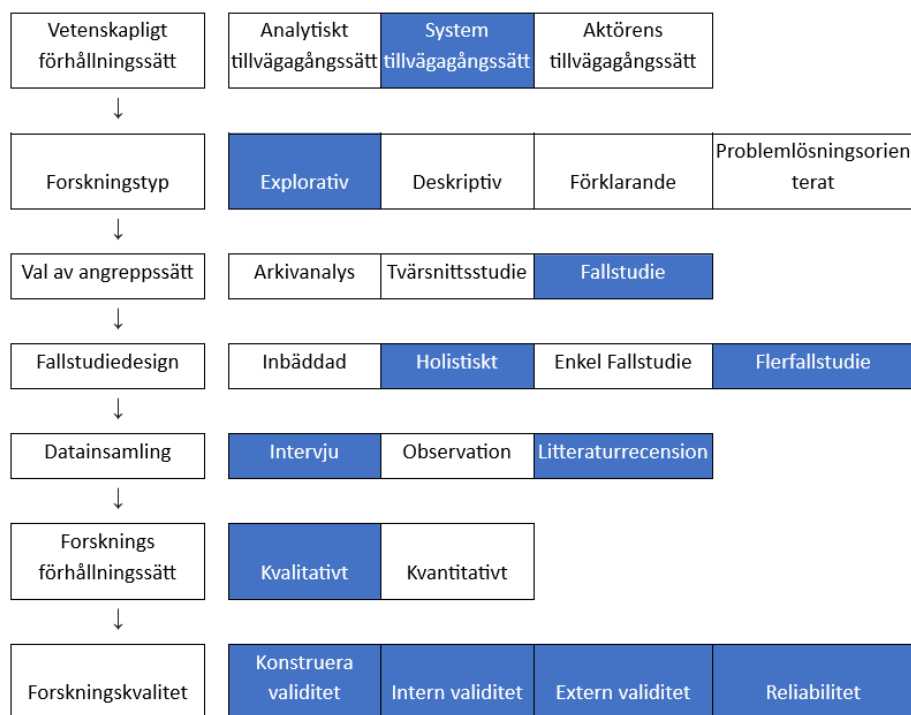 Vetenskapligt
förhållningssätt
Analytiskt
tillvägagångssätt
System
tillvägagångssätt
Aktörens
tillvägagångssätt
↓
Forskningstyp
Explorativ
Deskriptiv
Förklarande
Problemlösningsorien
terat
↓
Val av angreppssätt
Arkivanalys
Tvärsnittsstudie
Fallstudie
↓
Fallstudiedesign
Inbäddad
Holistiskt
Enkel Fallstudie
Flerfallstudie
↓
Datainsamling
Intervju
Observation
Litteraturrecension
↓
Forsknings
förhållningssätt
Kvalitativt
Kvantitativt
↓
Forskningskvalitet
Konstruera
validitet
Intern validitet
Extern validitet
Reliabilitet